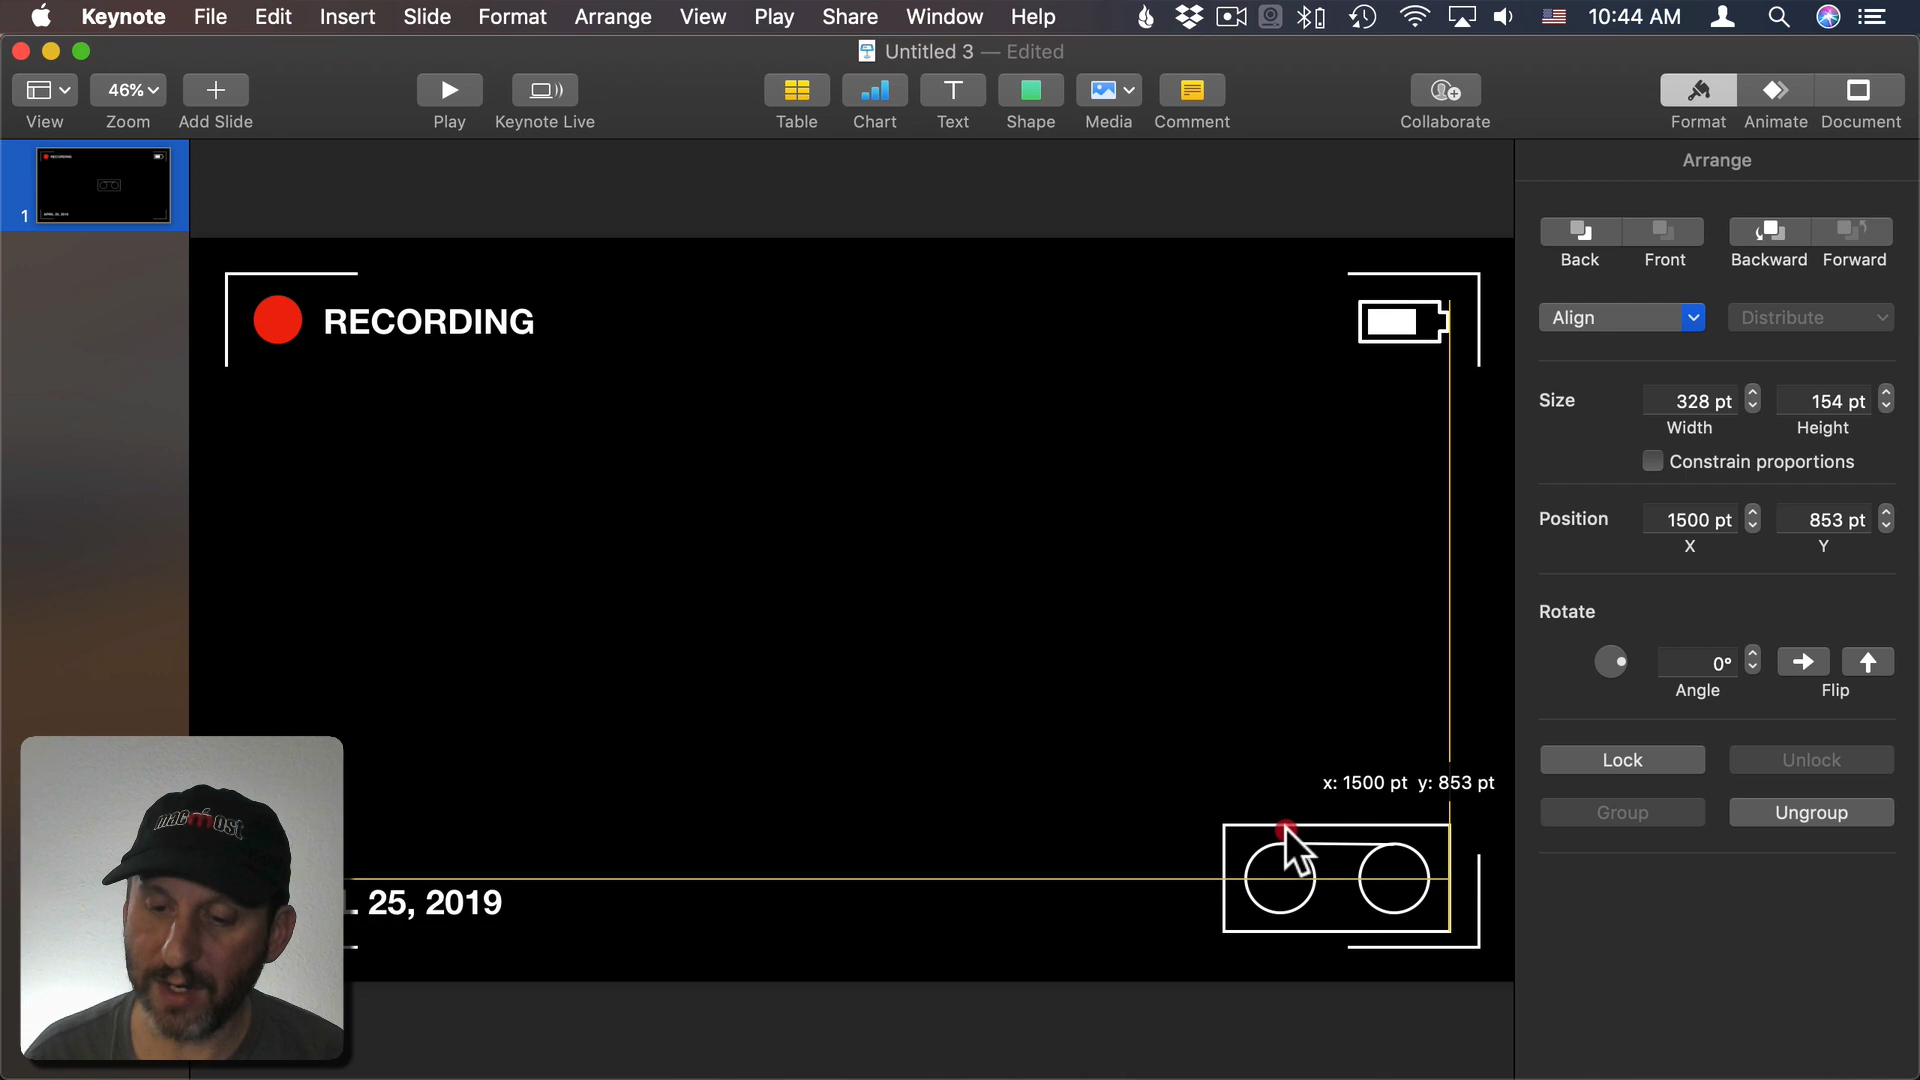 Keynote File Edit Insert Slide Format Arrange View Play Share Window Help 10:44 AM
Untitled 3 — Edited
46%
View Zoom Add Slide Play Keynote Live Table Chart Text Shape Media Comment Collaborate Format Animate Document
RECORDING
1
RECORDING
Arrange
Back Front Backward Forward
Align Distribute
Size 328 pt 154 pt
Width Height
Constrain proportions
Position 1500 pt 853 pt
X Y
Rotate
0°
Angle Flip
Lock Unlock
Group Ungroup
x: 1500 pt y: 853 pt
25, 2019
macmost